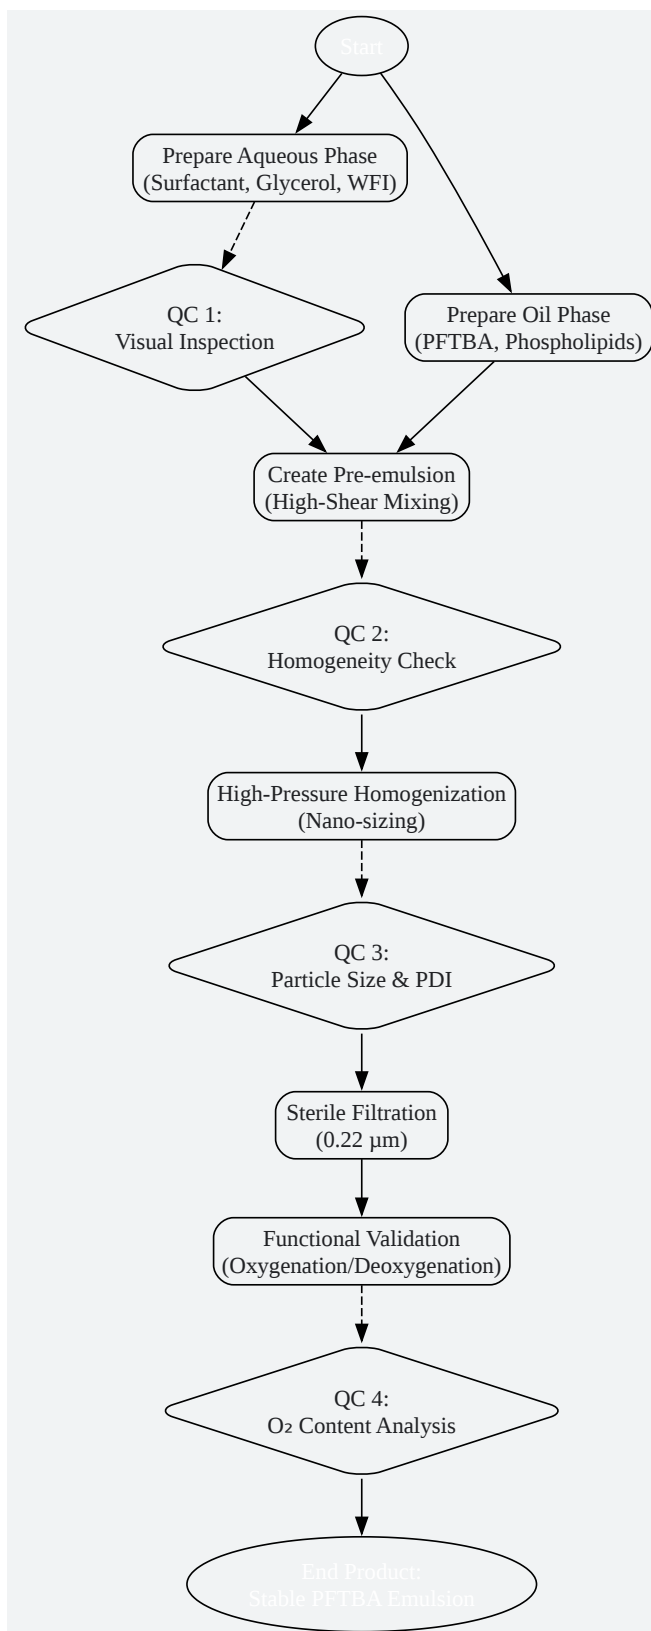 Start
Prepare Aqueous Phase
(Surfactant, Glycerol, WFI)
QC 1:
Visual Inspection
Prepare Oil Phase
(PFTBA, Phospholipids)
Create Pre-emulsion
(High-Shear Mixing)
QC 2:
Homogeneity Check
High-Pressure Homogenization
(Nano-sizing)
QC 3:
Particle Size & PDI
Sterile Filtration
(0.22 µm)
Functional Validation
(Oxygenation/Deoxygenation)
QC 4:
O₂ Content Analysis
End Product:
Stable PFTBA Emulsion